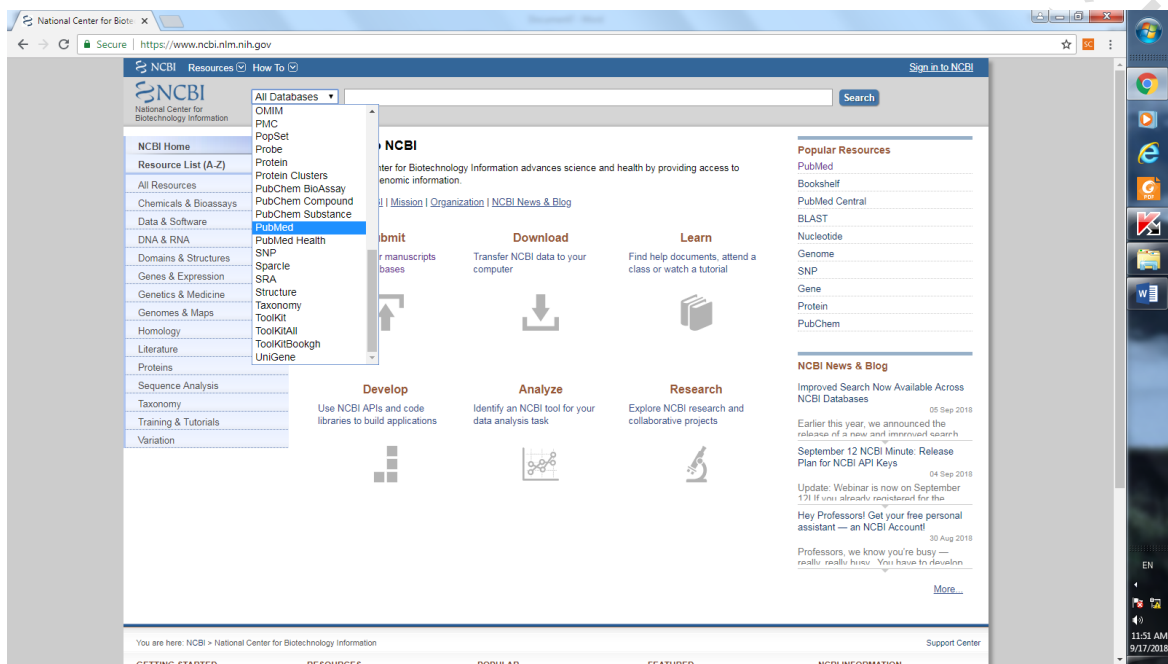 National Center for Biote
Secure | https://www.ncbi.nlm.nih.gov
NCBI Resources How To Sign in to NCBI
NCBI
National Center for
Biotechnology Information
All Databases
Search
OMIM
PMC
PopSet
Probe
Protein
Protein Clusters
PubChem BioAssay
PubChem Compound
PubChem Substance
PubMed
PubMed Health
SNP
Sparcle
SRA
Structure
Taxonomy
ToolKit
ToolKitAll
ToolKitBookgh
UniGene
NCBI Home
Resource List (A-Z)
All Resources
Chemicals & Bioassays
Data & Software
DNA & RNA
Domains & Structures
Genes & Expression
Genetics & Medicine
Genomes & Maps
Homology
Literature
Proteins
Sequence Analysis
Taxonomy
Training & Tutorials
Variation
NCBI
for Biotechnology Information advances science and health by providing access to
information.
| Mission | Organization | NCBI News & Blog
manuscripts
Download
Transfer NCBI data to your
computer
Learn
Find help documents, attend a
class or watch a tutorial
Develop
Use NCBI APIs and code
libraries to build applications
Analyze
Identify an NCBI tool for your
data analysis task
Research
Explore NCBI research and
collaborative projects
Popular Resources
PubMed
Bookshelf
PubMed Central
BLAST
Nucleotide
Genome
SNP
Gene
Protein
PubChem
NCBI News & Blog
Improved Search Now Available Across
NCBI Databases
05 Sep 2018
Earlier this year, we announced the
release of a new and improved search
September 12 NCBI Minute: Release
Plan for NCBI API Keys
04 Sep 2018
Update: Webinar is now on September
12! If you already registered for the
Hey Professors! Get your free personal
assistant — an NCBI Account!
30 Aug 2018
Professors, we know you're busy —
really, really busy. You have to develop
More...
You are here: NCBI > National Center for Biotechnology Information
Support Center
GETTING STARTED RESOURCES POPULAR FEATURED NCBI INFORMATION
EN
11:51 AM
9/17/2018